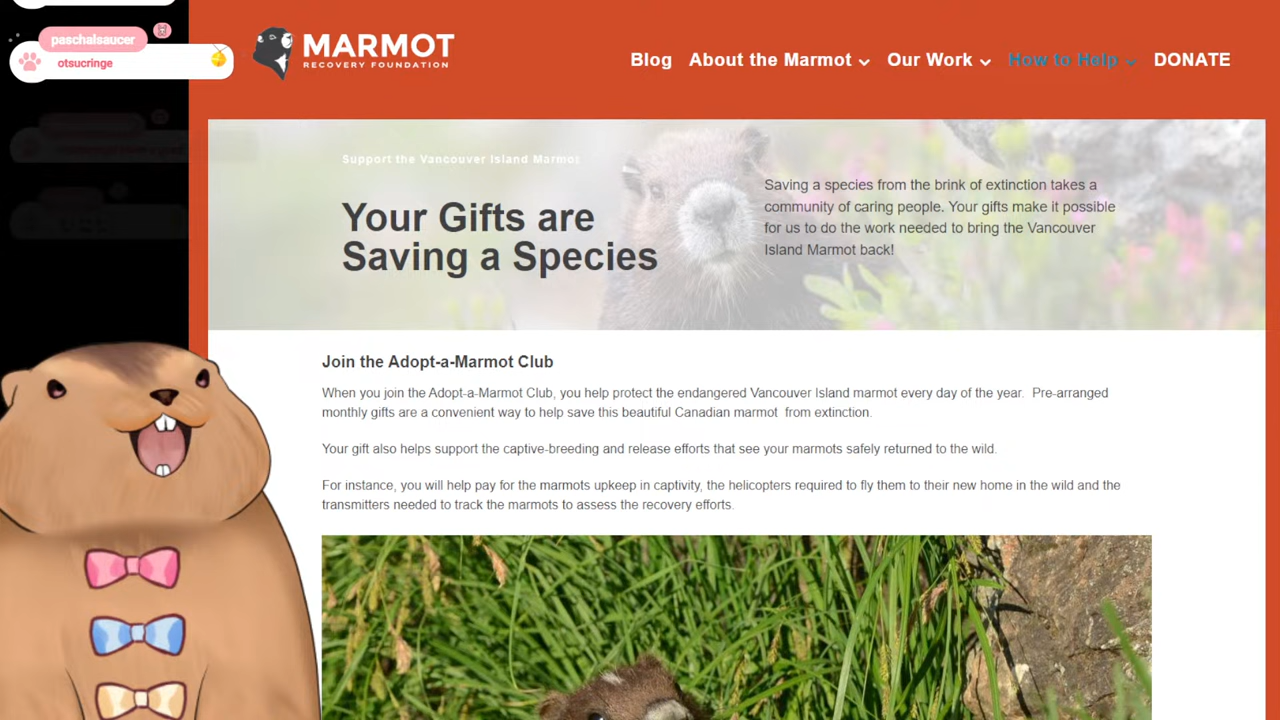 paschalsaucer
otsucringe
MARMOT
RECOVERY FOUNDATION
Blog
About the Marmot
Our Work
How to Help
DONATE
Support the Vancouver Island Marmot
Your Gifts are
Saving a Species
Saving a species from the brink of extinction takes a
community of caring people. Your gifts make it possible
for us to do the work needed to bring the Vancouver
Island Marmot back!
Join the Adopt-a-Marmot Club
When you join the Adopt-a-Marmot Club, you help protect the endangered Vancouver Island marmot every day of the year.  Pre-arranged
monthly gifts are a convenient way to help save this beautiful Canadian marmot  from extinction.
Your gift also helps support the captive-breeding and release efforts that see your marmots safely returned to the wild.
For instance, you will help pay for the marmots upkeep in captivity, the helicopters required to fly them to their new home in the wild and the
transmitters needed to track the marmots to assess the recovery efforts.